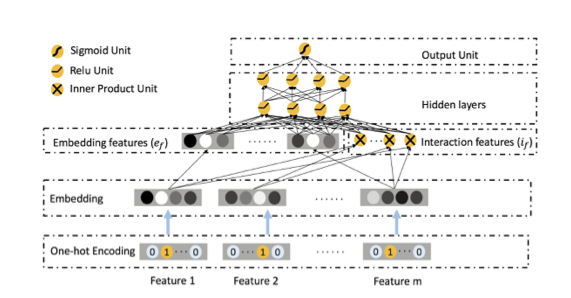 Sigmoid Unit
Relu Unit
Inner Product Unit
Output Unit
Hidden layers
Embedding features (e_f)
Interaction features (i_f)
Embedding
One-hot Encoding
0 1 ··· 0
0 ··· 1 0
0 1 ··· 0
Feature 1
Feature 2
Feature m